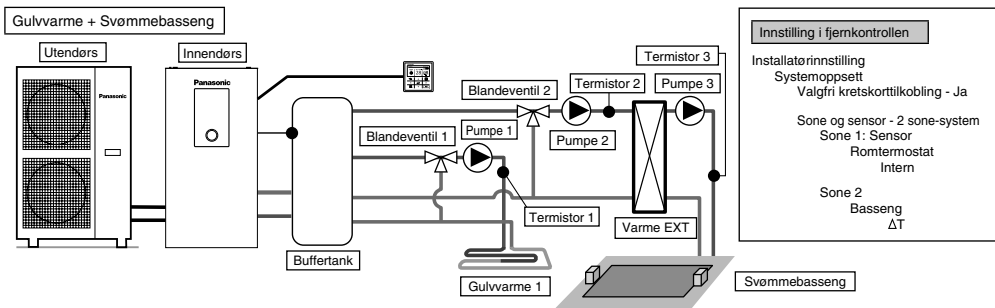 Gulvvarme + Svømmebasseng
Utendørs
Innendørs
Panasonic
Panasonic
Blandeventil 1
Pumpe 1
Blandeventil 2
Termistor 2
Pumpe 2
Termistor 3
Pumpe 3
Termistor 1
Varme EXT
Buffertank
Gulvvarme 1
Svømmebasseng
Innstilling i fjernkontrollen
Installatørinnstilling
Systemoppsett
Valgfri kretskorttilkobling - Ja
Sone og sensor - 2 sone-system
Sone 1: Sensor
Romtermostat
Intern
Sone 2
Basseng
ΔT